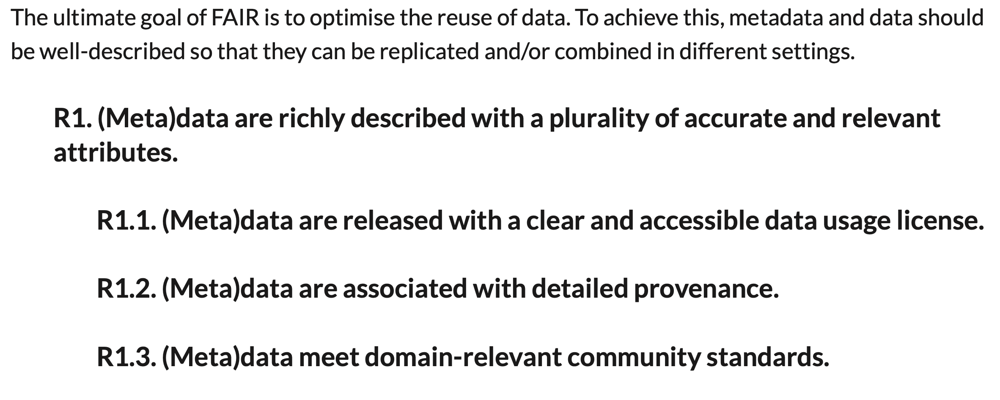 The ultimate goal of FAIR is to optimise the reuse of data. To achieve this, metadata and data should
be well-described so that they can be replicated and/or combined in different settings.
R1. (Meta)data are richly described with a plurality of accurate and relevant
attributes.
R1.1. (Meta)data are released with a clear and accessible data usage license.
R1.2. (Meta)data are associated with detailed provenance.
R1.3. (Meta)data meet domain-relevant community standards.